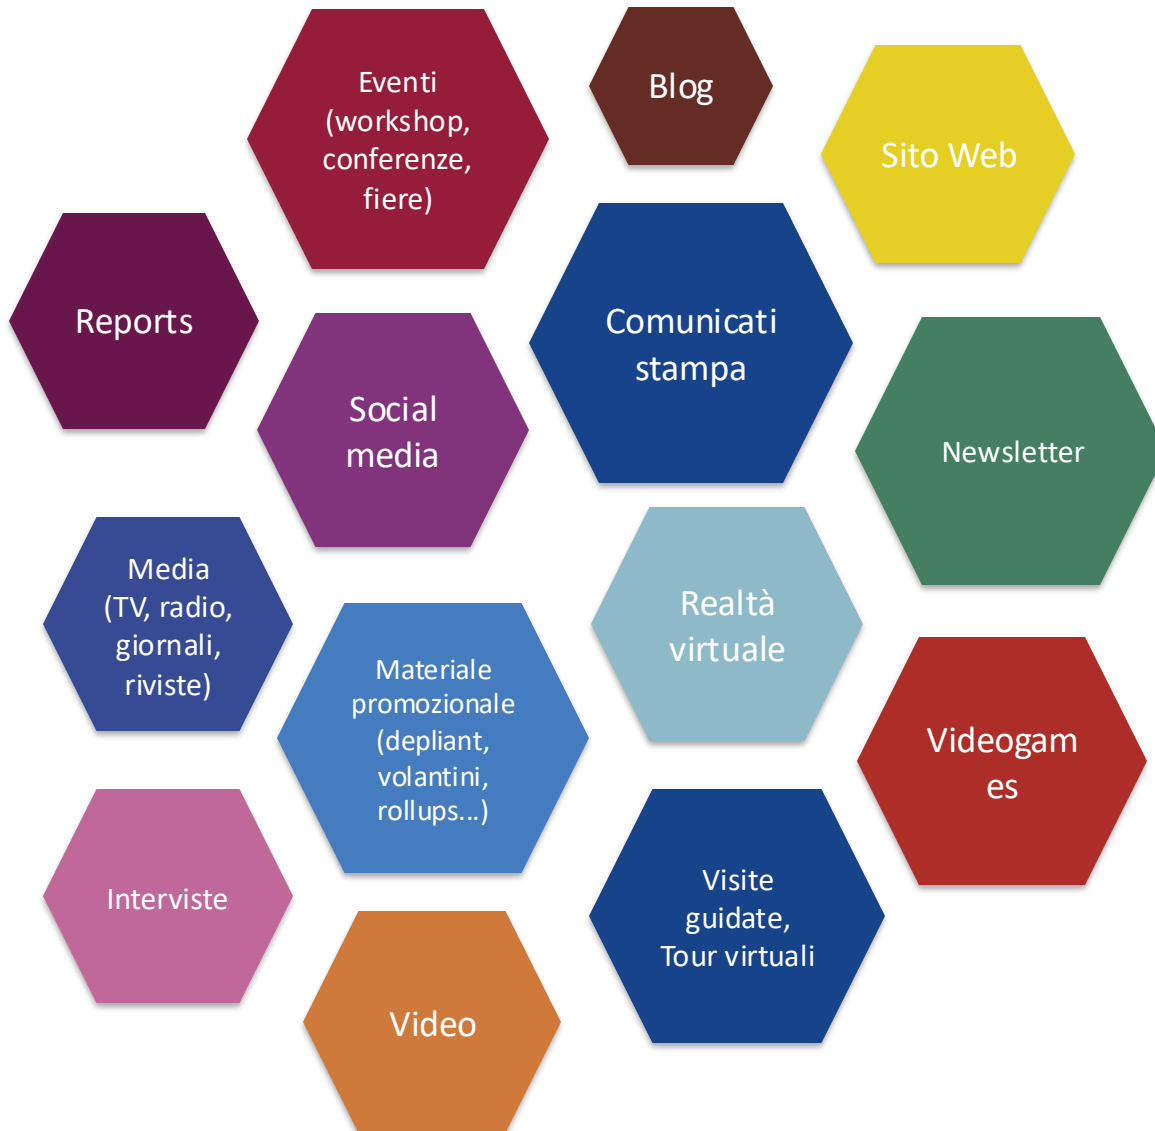 Eventi
(workshop,
conferenze,
fiere)
Blog
Sito Web
Reports
Comunicati
stampa
Social
media
Newsletter
Media
(TV, radio,
giornali,
riviste)
Realtà
virtuale
Materiale
promozionale
(depliant,
volantini,
rollups...)
Videogam
es
Interviste
Visite
guidate,
Tour virtuali
Video